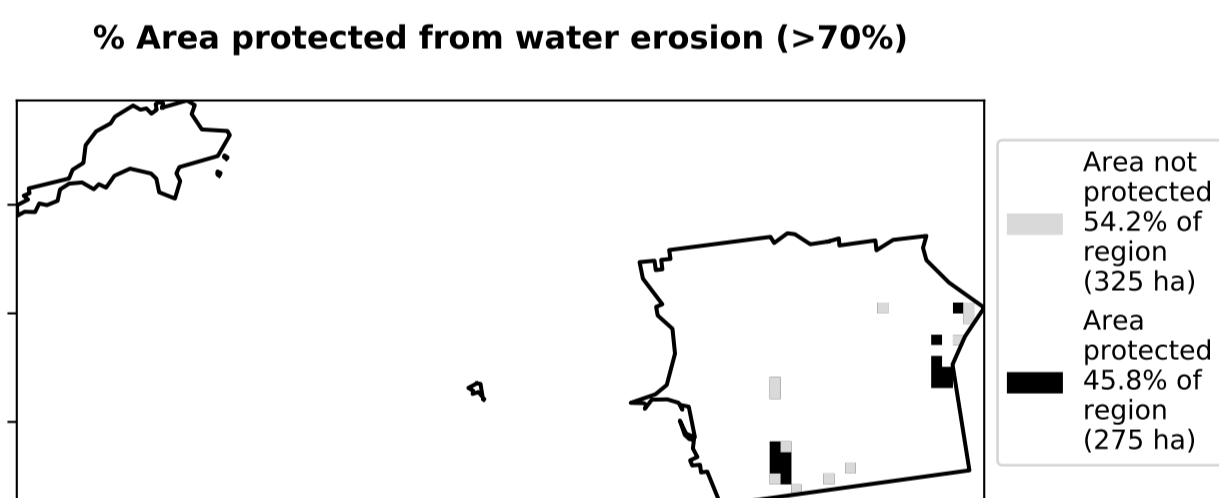 % Area protected from water erosion (>70%)
Area not
protected
54.2% of
region
(325 ha)
Area
protected
45.8% of
region
(275 ha)